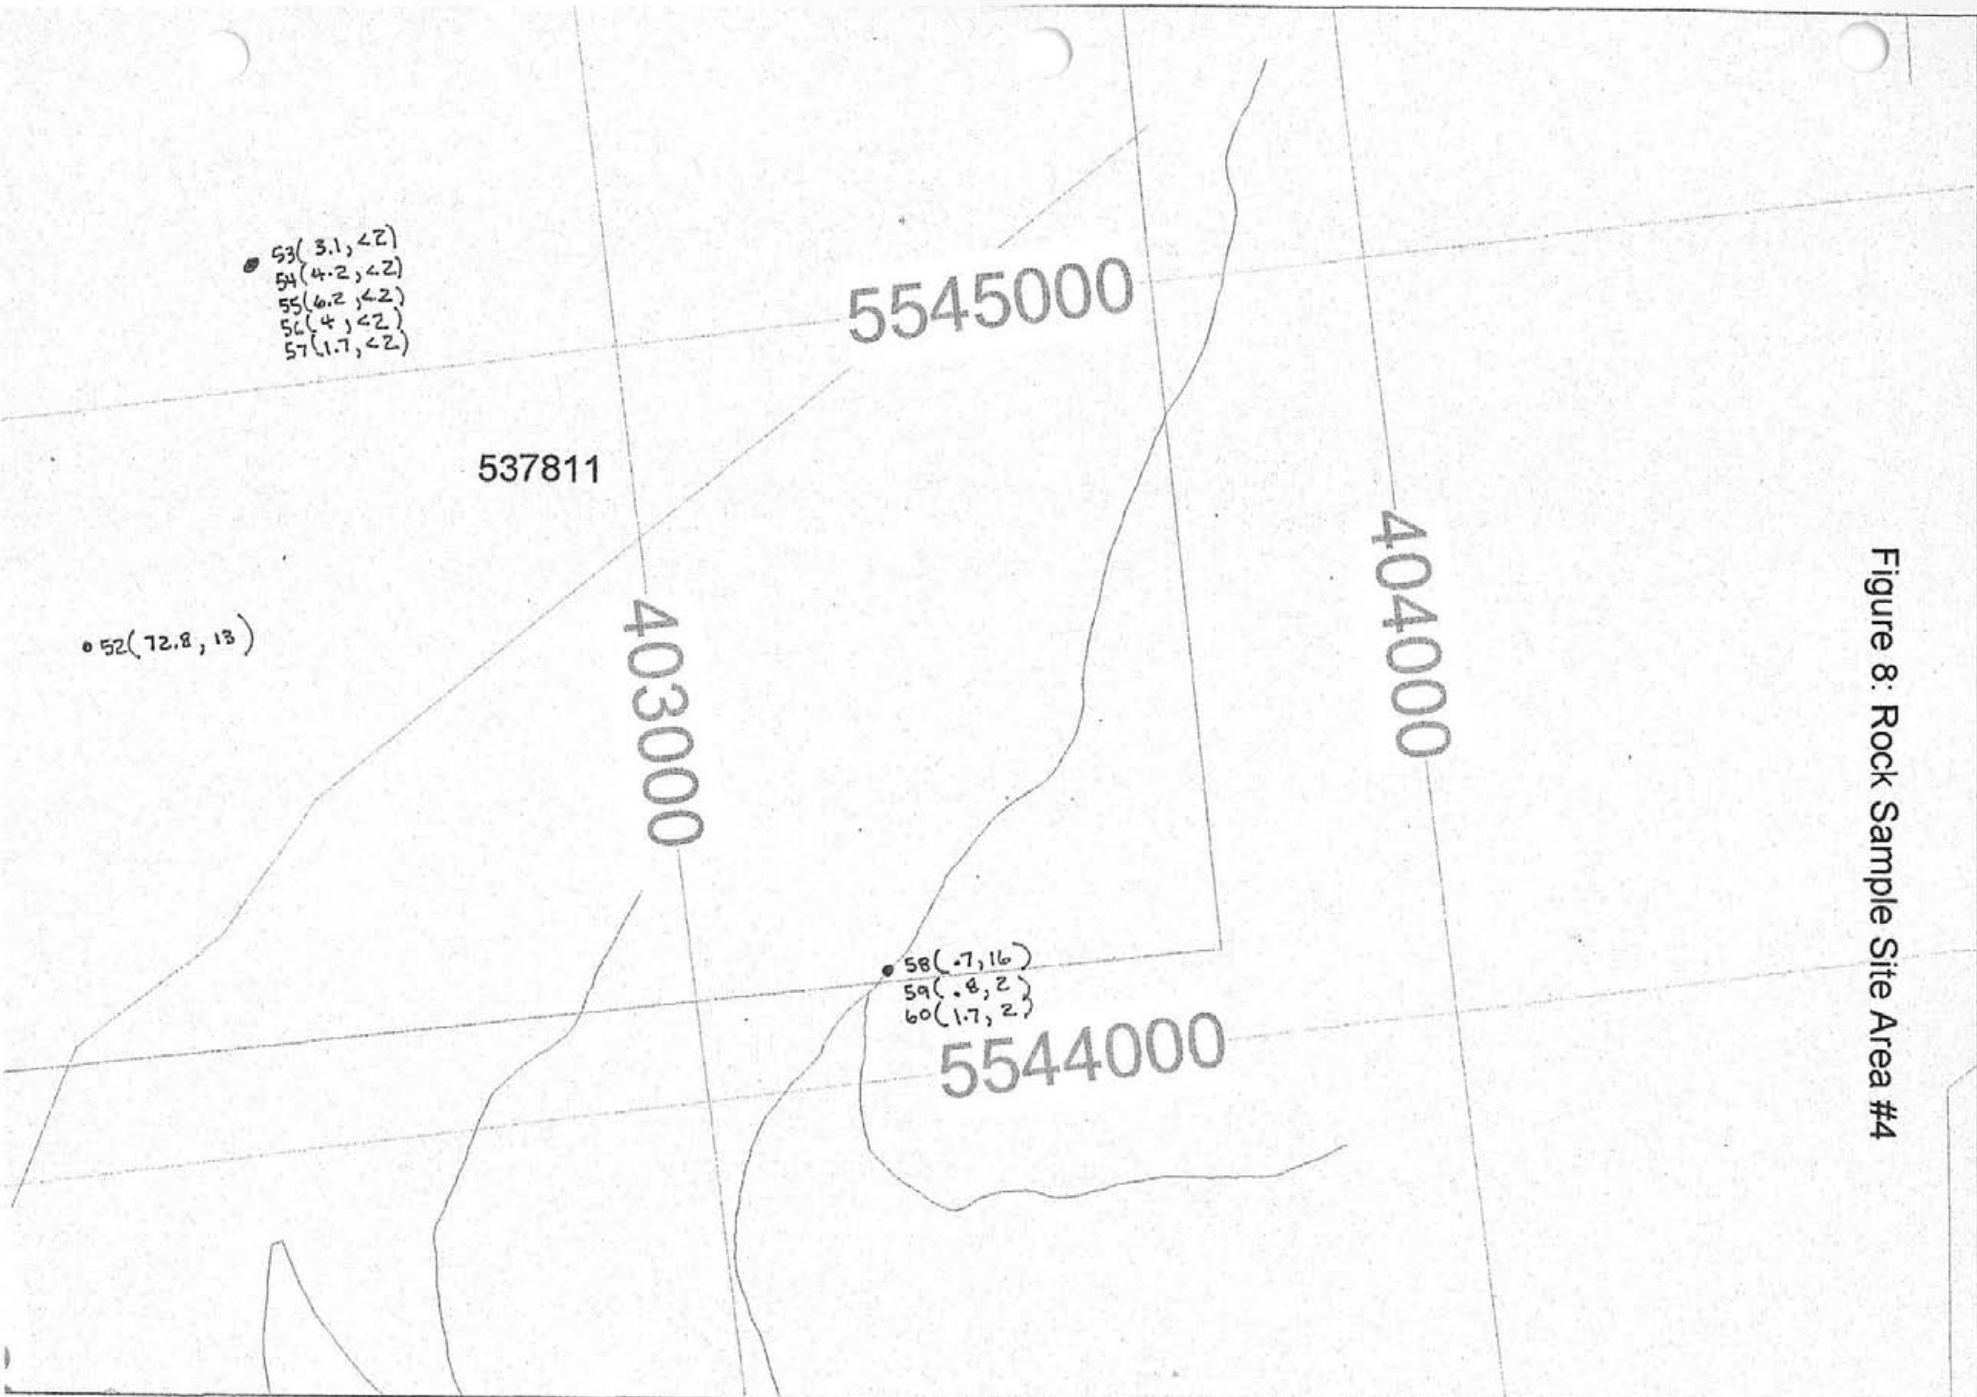 53( 3.1, <2)
54(4.2, <2)
55(6.2, <2)
56(.4, <2)
57(1.7, <2)
5545000
537811
404000
Figure 8: Rock Sample Site Area #4
403000
52( 72.8, 13)
58( .7, 16)
59( .8, 2)
60(1.7, 2)
5544000